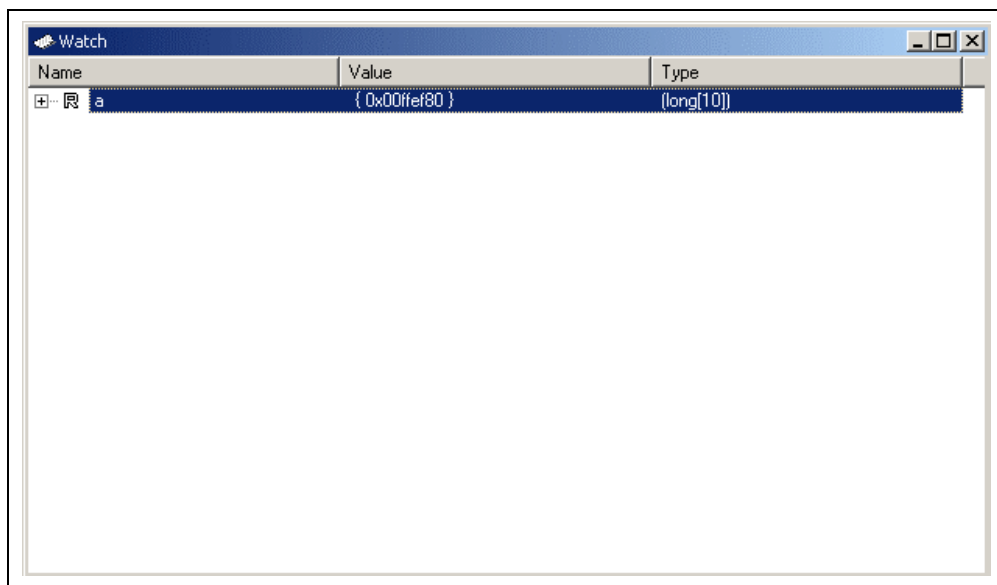 Watch
Name Value Type
R a { 0x00ffef80 } (long[10])